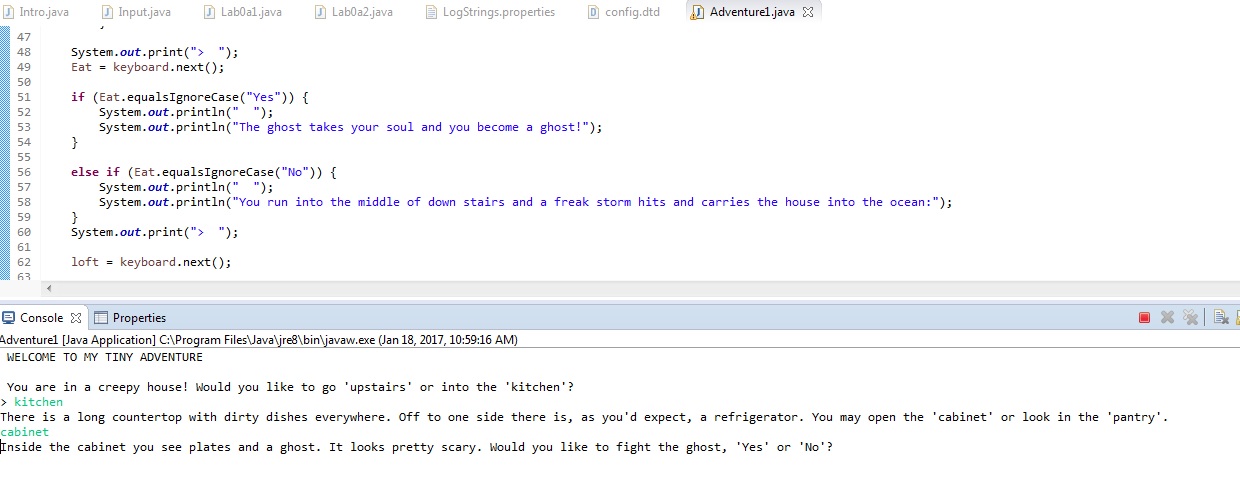 Intro.java Input.java Lab0a1.java Lab0a2.java LogStrings.properties config.dtd Adventure1.java
47
48 System.out.print(">  ");
49 Eat = keyboard.next();
50
51 if (Eat.equalsIgnoreCase("Yes")) {
52 System.out.println("  ");
53 System.out.println("The ghost takes your soul and you become a ghost!");
54 }
55
56 else if (Eat.equalsIgnoreCase("No")) {
57 System.out.println("  ");
58 System.out.println("You run into the middle of down stairs and a freak storm hits and carries the house into the ocean:");
59 }
60 System.out.print(">  ");
61
62 loft = keyboard.next();
63
Console Properties
Adventure1 [Java Application] C:\Program Files\Java\jre8\bin\javaw.exe (Jan 18, 2017, 10:59:16 AM)
WELCOME TO MY TINY ADVENTURE
You are in a creepy house! Would you like to go 'upstairs' or into the 'kitchen'?
> kitchen
There is a long countertop with dirty dishes everywhere. Off to one side there is, as you'd expect, a refrigerator. You may open the 'cabinet' or look in the 'pantry'.
cabinet
Inside the cabinet you see plates and a ghost. It looks pretty scary. Would you like to fight the ghost, 'Yes' or 'No'?